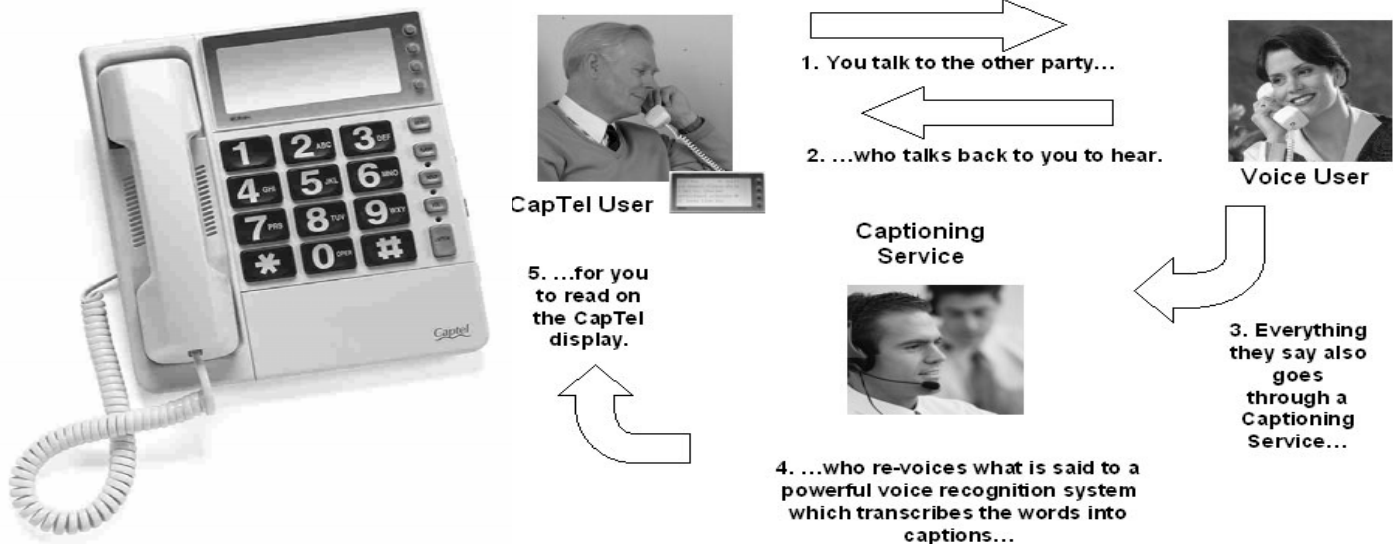 1
2 ABC
3 DEF
4 GHI
5 JKL
6 MNO
7 PRS
8 TUV
9 WXY
*
0 OPER
#
Captel
CapTel User
1. You talk to the other party...
2. ...who talks back to you to hear.
Voice User
3. Everything
they say also
goes
through a
Captioning
Service...
Captioning
Service
4. ...who re-voices what is said to a
powerful voice recognition system
which transcribes the words into
captions...
5. ...for you
to read on
the CapTel
display.